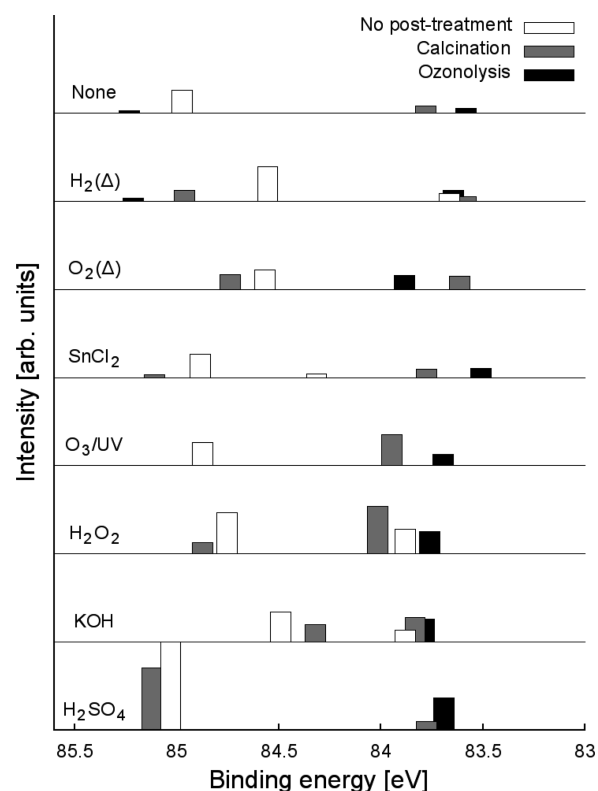 No post-treatment
Calcination
Ozonolysis
None
H2(Δ)
O2(Δ)
SnCl2
O3/UV
H2O2
KOH
H2SO4
Intensity [arb. units]
85.5 85 84.5 84 83.5 83
Binding energy [eV]